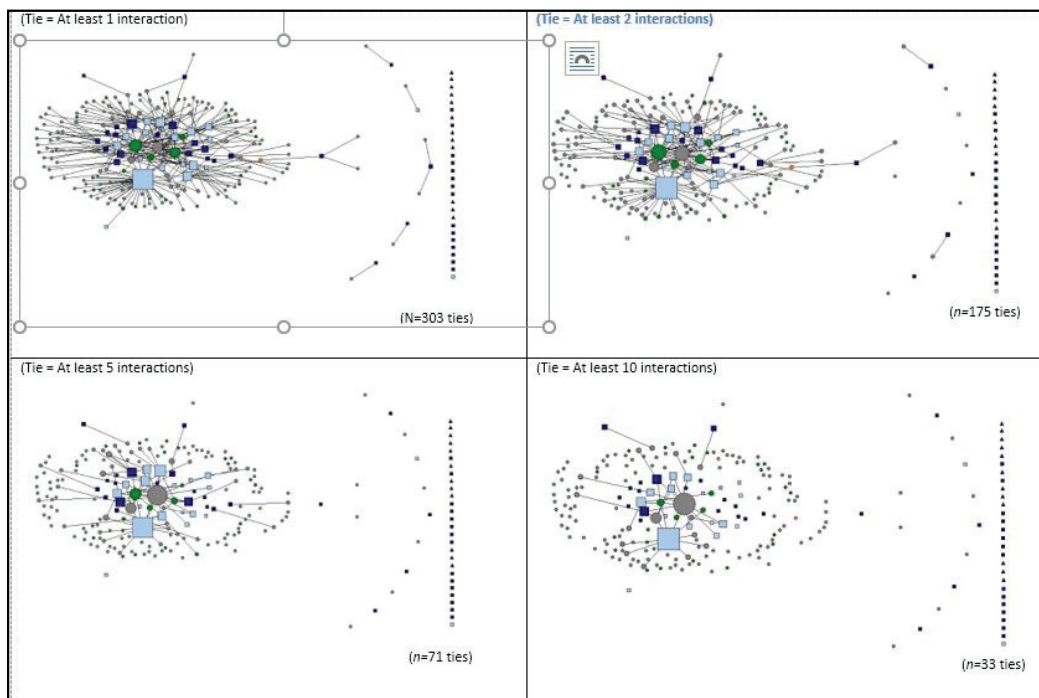 (Tie = At least 1 interaction)
(Tie = At least 2 interactions)
(N=303 ties)
(n=175 ties)
(Tie = At least 5 interactions)
(Tie = At least 10 interactions)
(n=71 ties)
(n=33 ties)